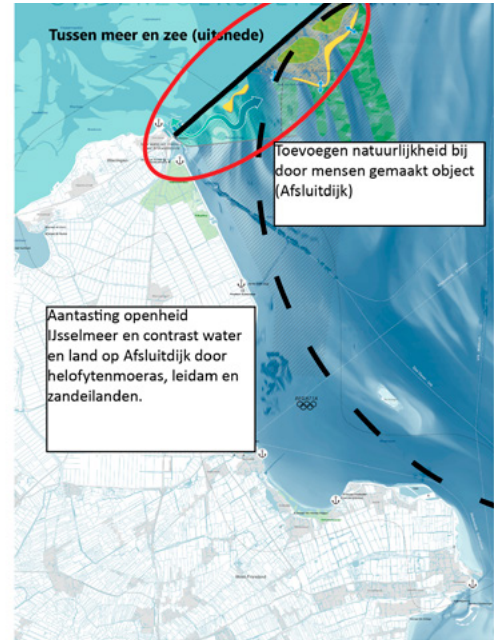 Tussen meer en zee (uitsnede)
Toevoegen natuurlijkheid bij
door mensen gemaakt object
(Afsluitdijk)
Aantasting openheid
IJsselmeer en contrast water
en land op Afsluitdijk door
helofytenmoeras, leidam en
zandeilanden.